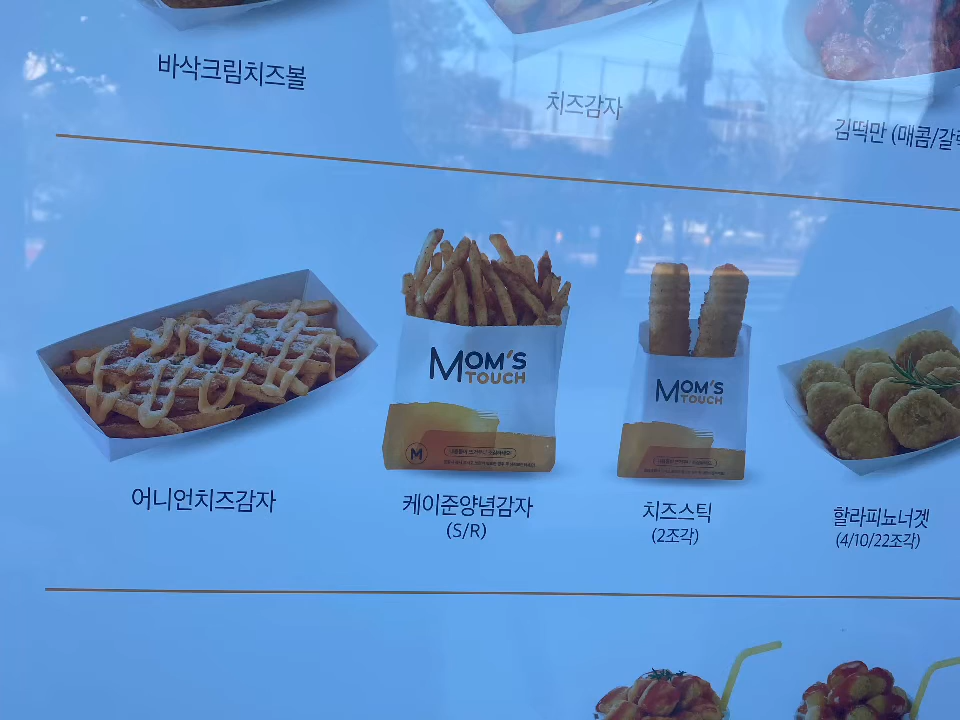 바삭크림치즈볼
치즈감자
김떡만 (매콤/갈
MOM'S
TOUCH
M
MOM'S
TOUCH
어니언치즈감자
케이준양념감자
(S/R)
치즈스틱
(2조각)
할라피뇨너겟
(4/10/22조각)